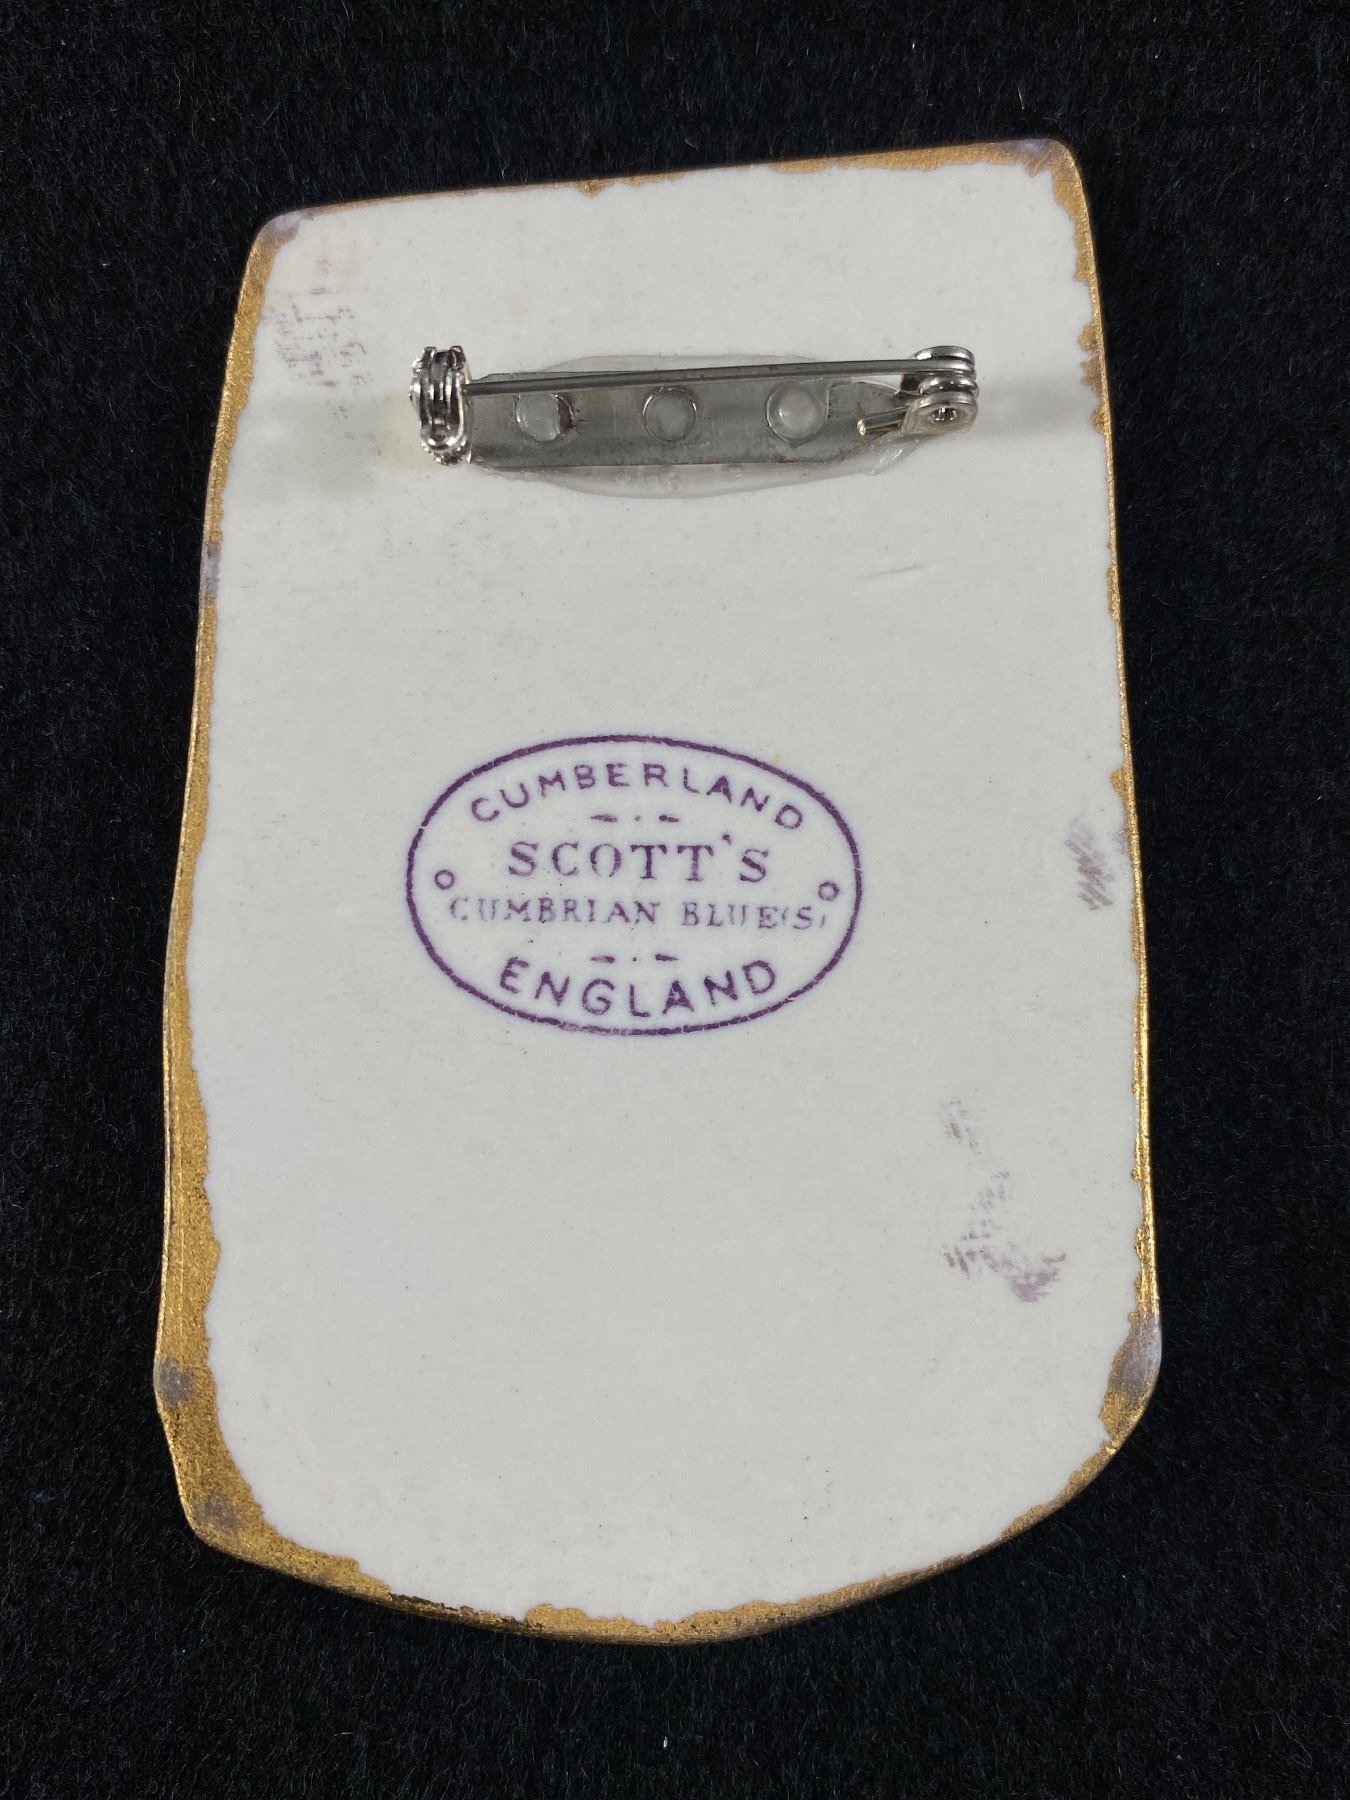 CUMBERLAND
SCOTT'S
CUMBRIAN BLUE(S)
ENGLAND